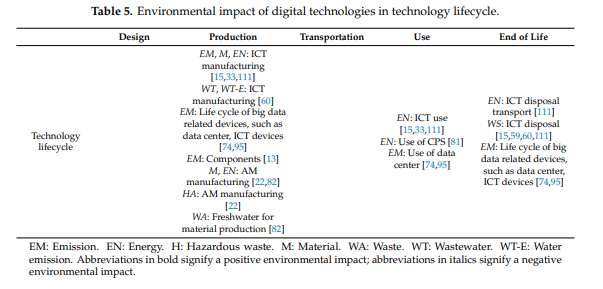 Table 5. Environmental impact of digital technologies in technology lifecycle.
Design Production Transportation Use End of Life
Technology
lifecycle
EM, M, EN: ICT
manufacturing
[15,33,111]
WT, WT-E: ICT
manufacturing [60]
EM: Life cycle of big data
related devices, such as
data center, ICT devices
[74,95]
EM: Components [13]
M, EN: AM
manufacturing [22,82]
HA: AM manufacturing
[22]
WA: Freshwater for
material production [82]
EN: ICT use
[15,33,111]
EN: Use of CPS [81]
EM: Use of data
center [74,95]
EN: ICT disposal
transport [111]
WS: ICT disposal
[15,59,60,111]
EM: Life cycle of big
data related devices,
such as data center,
ICT devices [74,95]
EM: Emission. EN: Energy. H: Hazardous waste. M: Material. WA: Waste. WT: Wastewater. WT-E: Water
emission. Abbreviations in bold signify a positive environmental impact; abbreviations in italics signify a negative
environmental impact.